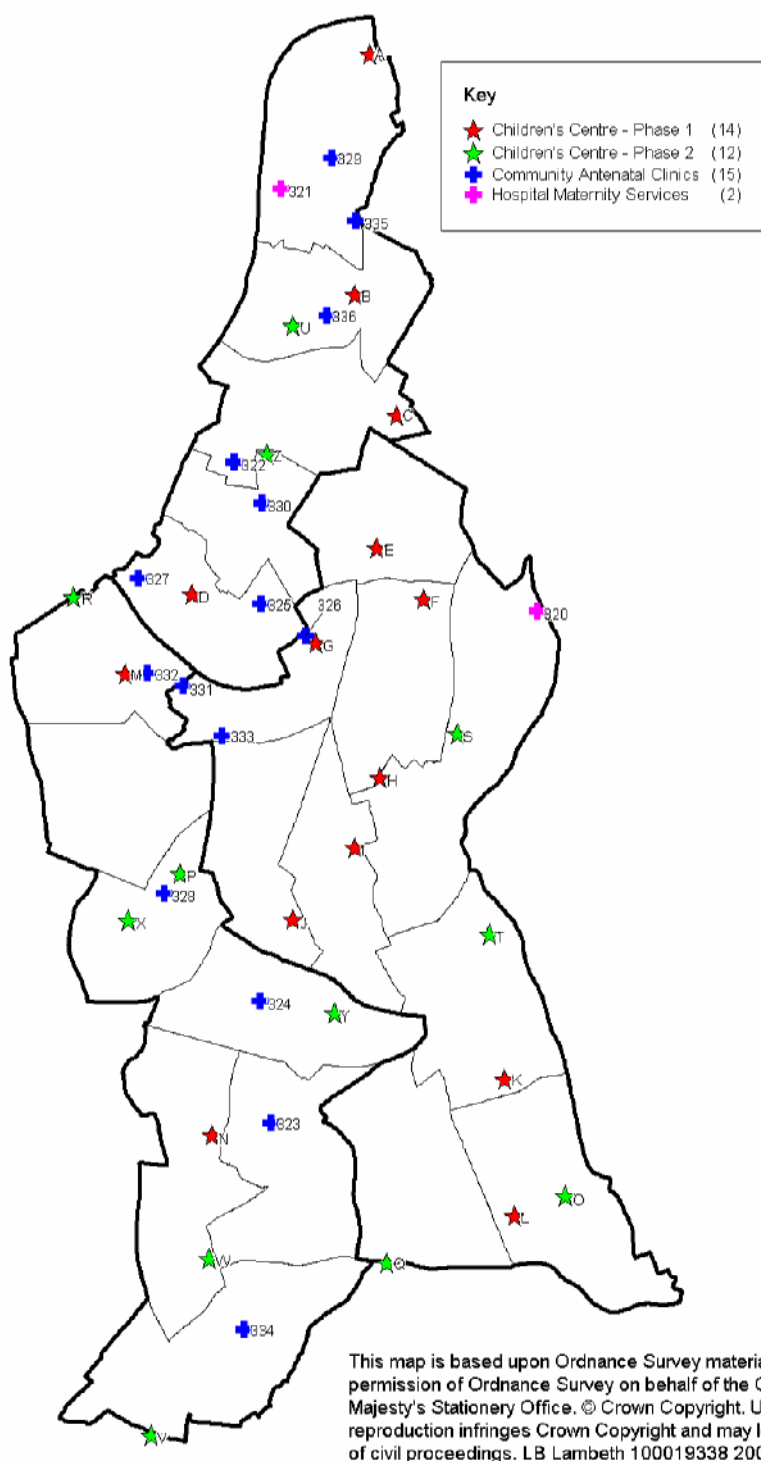 A
Key
Children's Centre - Phase 1 (14)
Children's Centre - Phase 2 (12)
Community Antenatal Clinics (15)
Hospital Maternity Services (2)
329
321
335
B
336
U
C
322
Z
330
E
327
R
D
325
326
F
320
G
M
332
331
333
S
H
I
P
328
X
J
T
324
Y
K
323
N
O
L
W
Q
334
V
This map is based upon Ordnance Survey materia
permission of Ordnance Survey on behalf of the C
Majesty's Stationery Office. © Crown Copyright. U
reproduction infringes Crown Copyright and may l
of civil proceedings. LB Lambeth 100019338 200